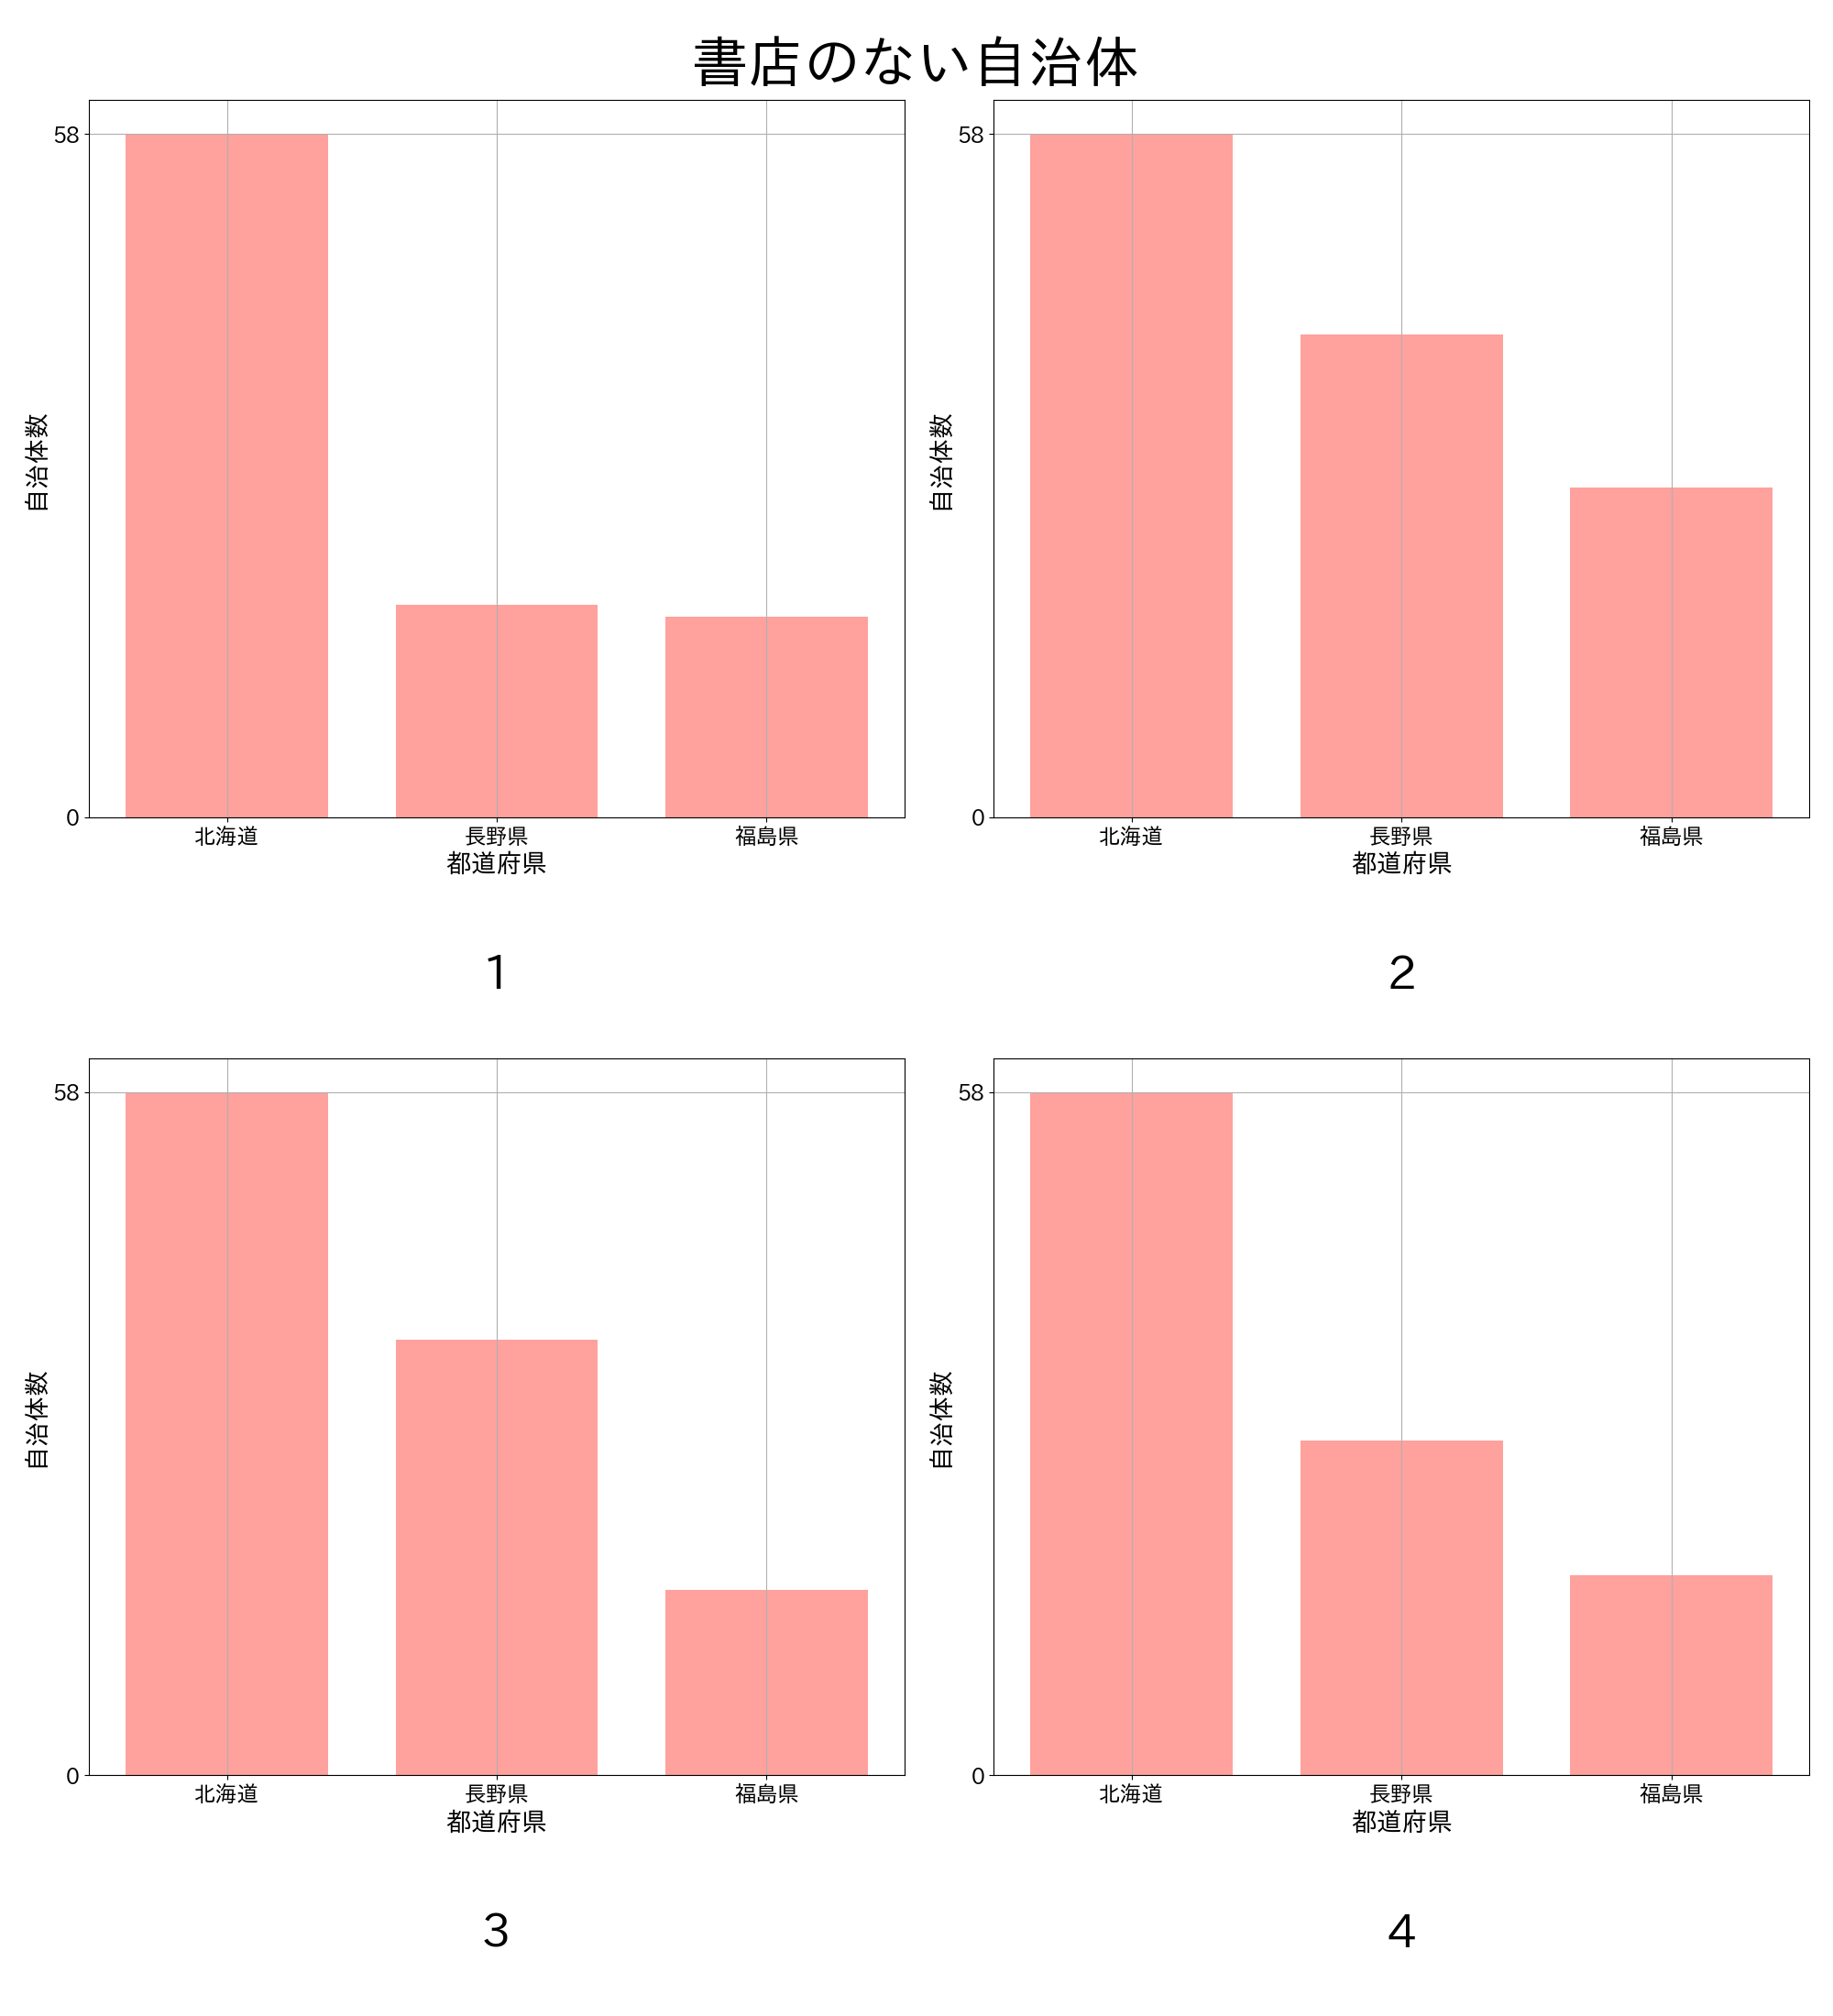 書店のない自治体
58
0
自治体数
北海道
長野県
福島県
都道府県
1
58
0
自治体数
北海道
長野県
福島県
都道府県
2
58
0
自治体数
北海道
長野県
福島県
都道府県
3
58
0
自治体数
北海道
長野県
福島県
都道府県
4